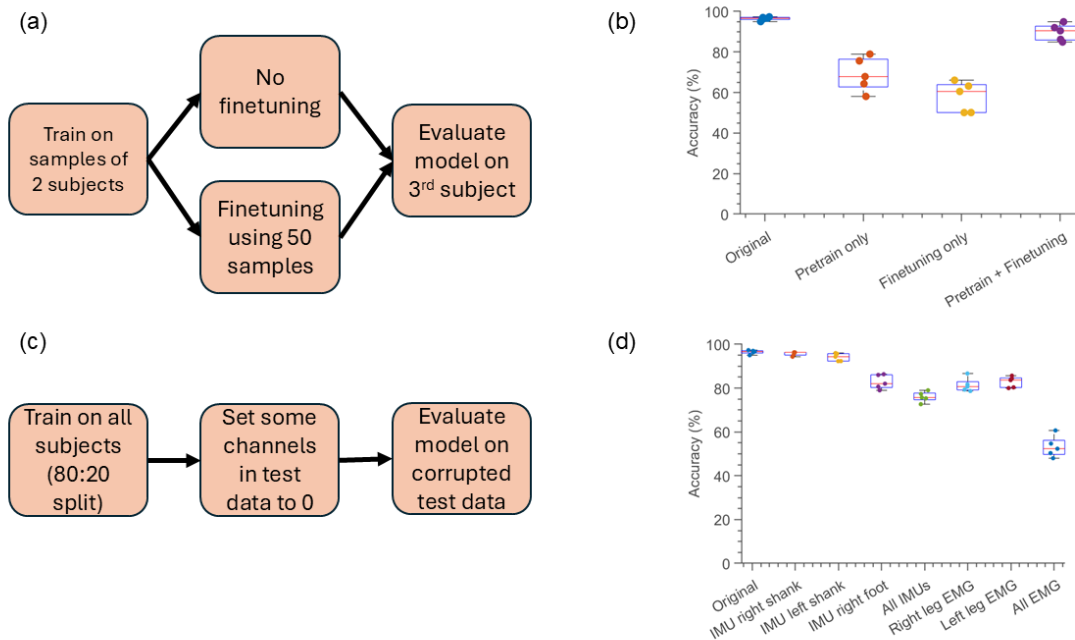 (a)
Train on
samples of
2 subjects
No
finetuning
Finetuning
using 50
samples
Evaluate
model on
3rd subject
(b)
Accuracy (%)
100
80
60
40
20
0
Original
Pretrain only
Finetuning only
Pretrain + Finetuning
(c)
Train on all
subjects
(80:20
split)
Set some
channels
in test
data to 0
Evaluate
model on
corrupted
test data
(d)
Accuracy (%)
100
80
60
40
20
0
Original
IMU right shank
IMU left shank
IMU right foot
All IMUs
Right leg EMG
Left leg EMG
All EMG